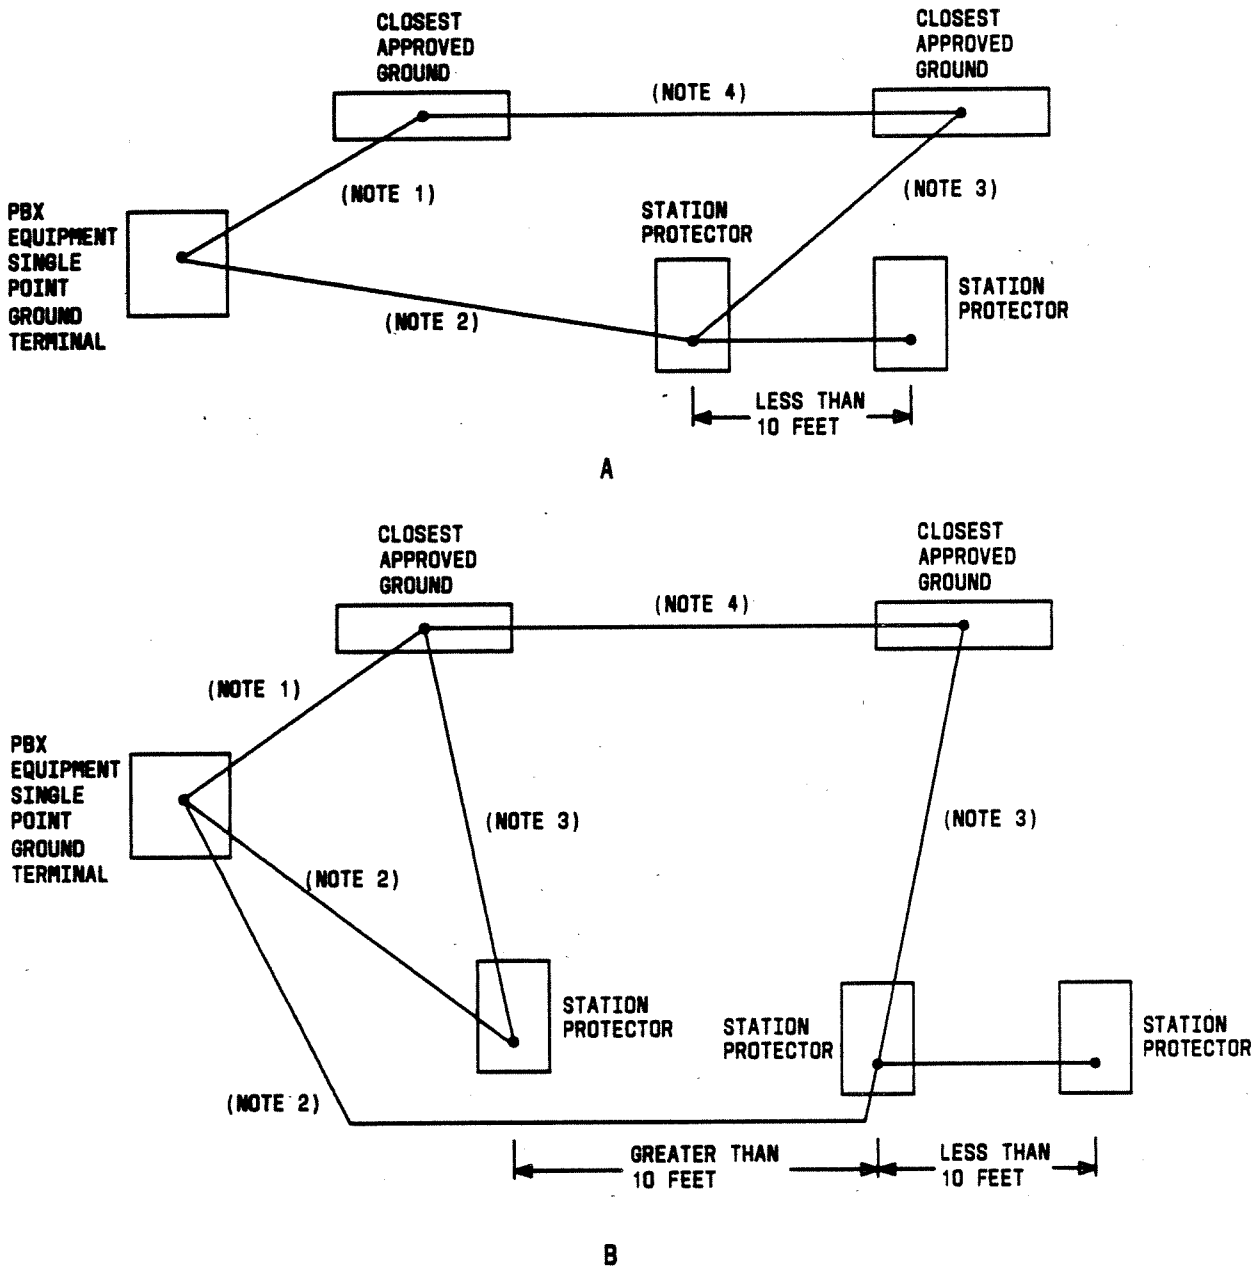 CLOSEST
APPROVED
GROUND
CLOSEST
APPROVED
GROUND
(NOTE 4)
(NOTE 1)
(NOTE 3)
PBX
EQUIPMENT
SINGLE
POINT
GROUND
TERMINAL
STATION
PROTECTOR
STATION
PROTECTOR
(NOTE 2)
LESS THAN
10 FEET
A
CLOSEST
APPROVED
GROUND
CLOSEST
APPROVED
GROUND
(NOTE 4)
(NOTE 1)
PBX
EQUIPMENT
SINGLE
POINT
GROUND
TERMINAL
(NOTE 3)
(NOTE 3)
(NOTE 2)
STATION
PROTECTOR
STATION
PROTECTOR
STATION
PROTECTOR
(NOTE 2)
GREATER THAN
10 FEET
LESS THAN
10 FEET
B